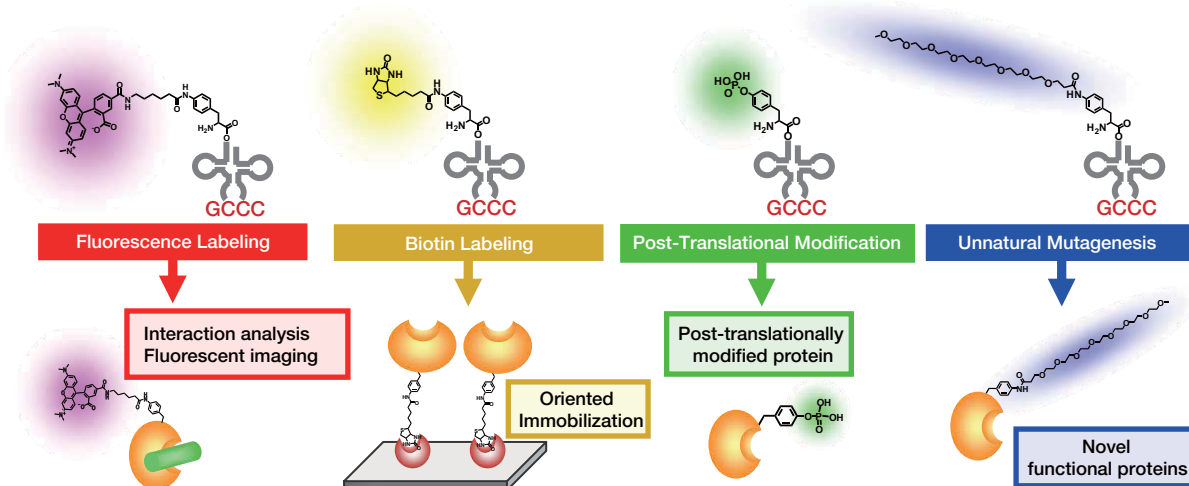 GCCC
GCCC
GCCC
GCCC
Fluorescence Labeling
Biotin Labeling
Post-Translational Modification
Unnatural Mutagenesis
Interaction analysis
Fluorescent imaging
Oriented
Immobilization
Post-translationally
modified protein
Novel
functional proteins